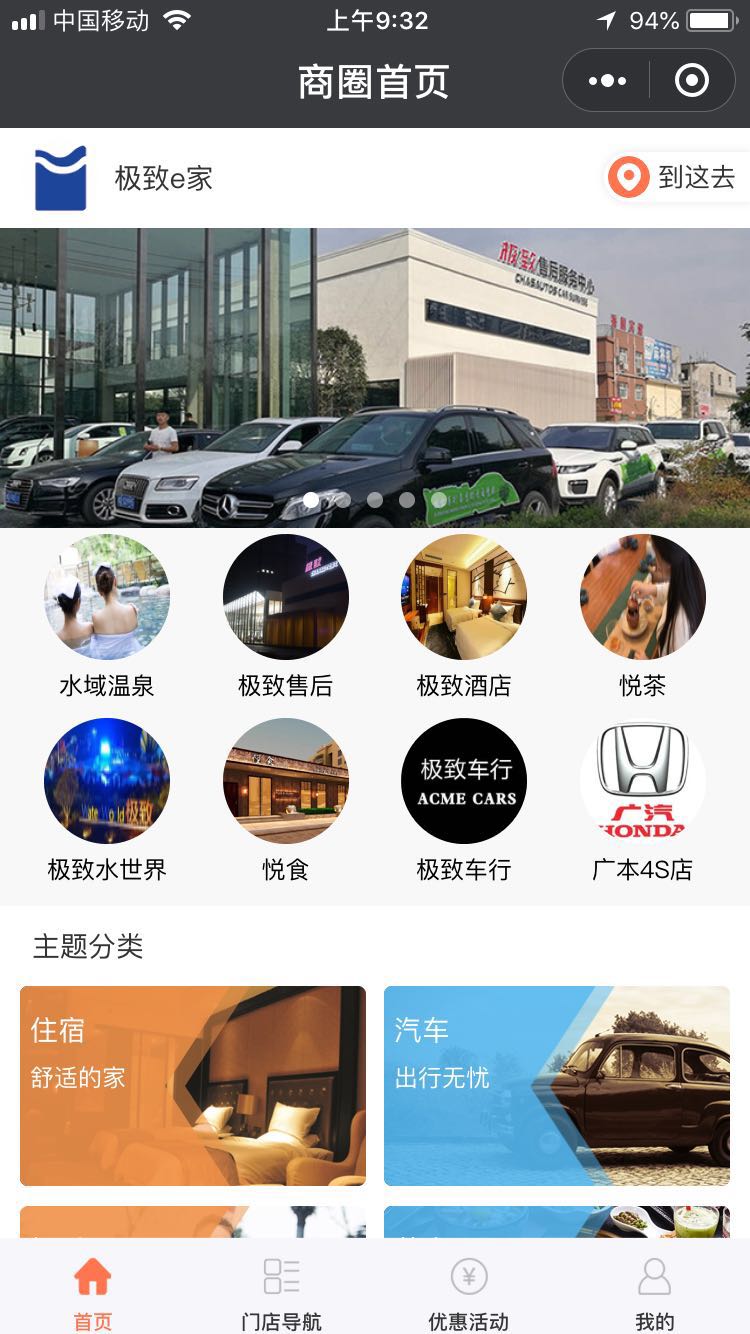 中国移动
上午9:32
94%
商圈首页
极致e家
到这去
极致售后服务中心
水域温泉
极致售后
极致酒店
悦茶
极致
极致车行
ACME CARS
广汽
HONDA
极致水世界
悦食
极致车行
广本4S店
主题分类
住宿
舒适的家
汽车
出行无忧
首页
门店导航
优惠活动
我的